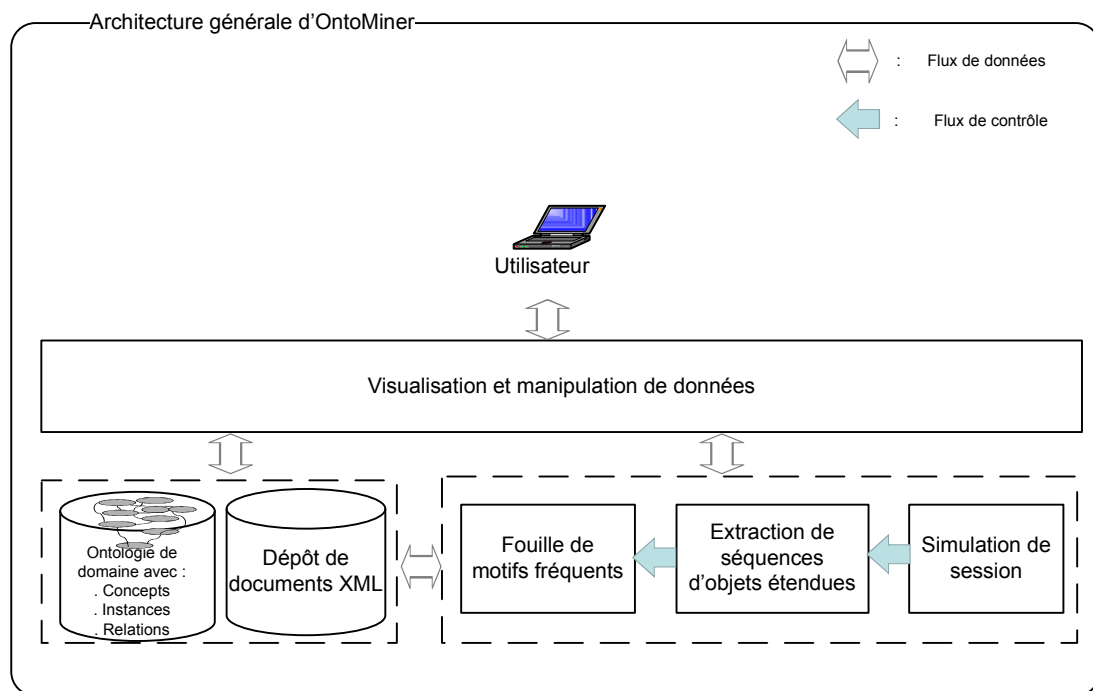 Architecture générale d’OntoMiner
: Flux de données
: Flux de contrôle
Utilisateur
Visualisation et manipulation de données
Ontologie de
domaine avec :
. Concepts
. Instances
. Relations
Dépôt de
documents XML
Fouille de
motifs fréquents
Extraction de
séquences
d’objets étendues
Simulation de
session